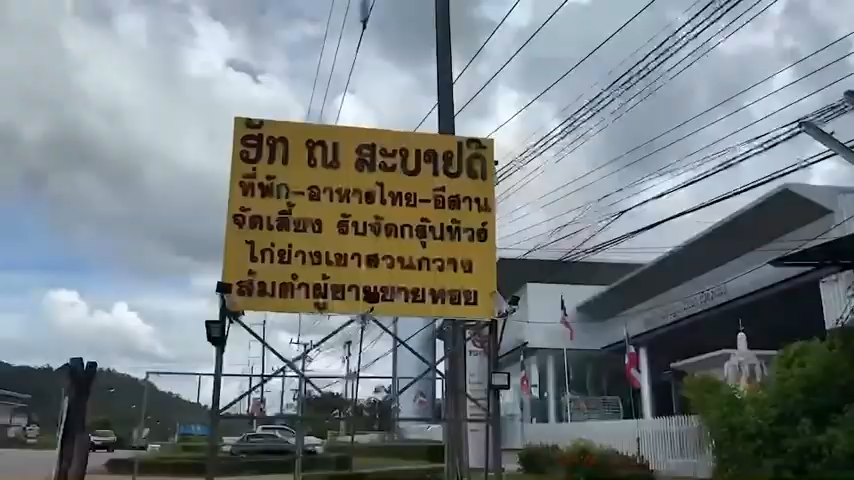 ฮัท ณ สะบายดี
ที่พัก-อาหารไทย-อีสาน
จัดเลี้ยง รับจัดกรุ๊ปทัวร์
ไก่ย่างเขาสวนกวาง
ส้มตำผู้ยายบายทอย